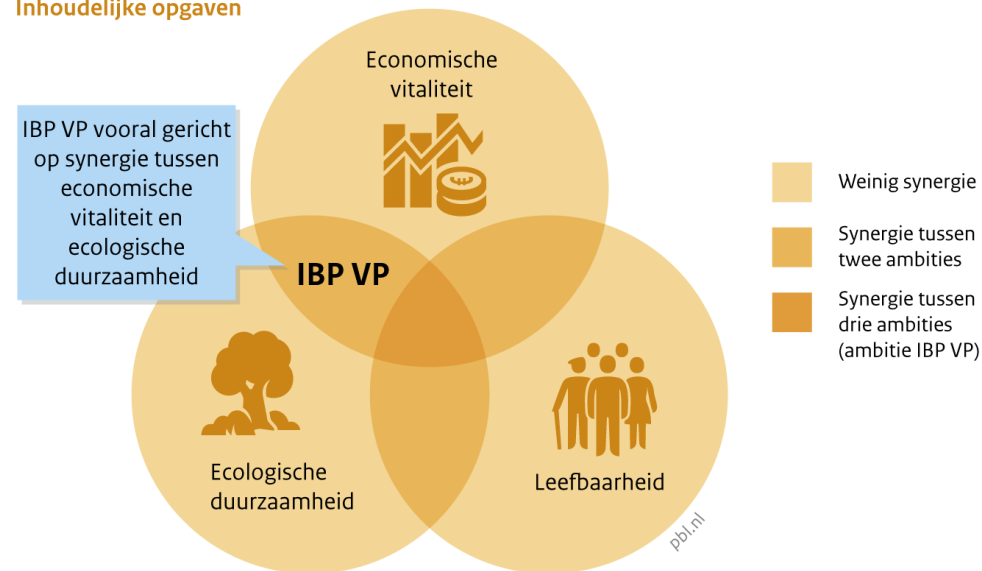 Inhoudelijke opgaven
Economische
vitaliteit
IBP VP vooral gericht
op synergie tussen
economische
vitaliteit en
ecologische
duurzaamheid
IBP VP
Ecologische
duurzaamheid
Leefbaarheid
pbl.nl
Weinig synergie
Synergie tussen
twee ambities
Synergie tussen
drie ambities
(ambitie IBP VP)